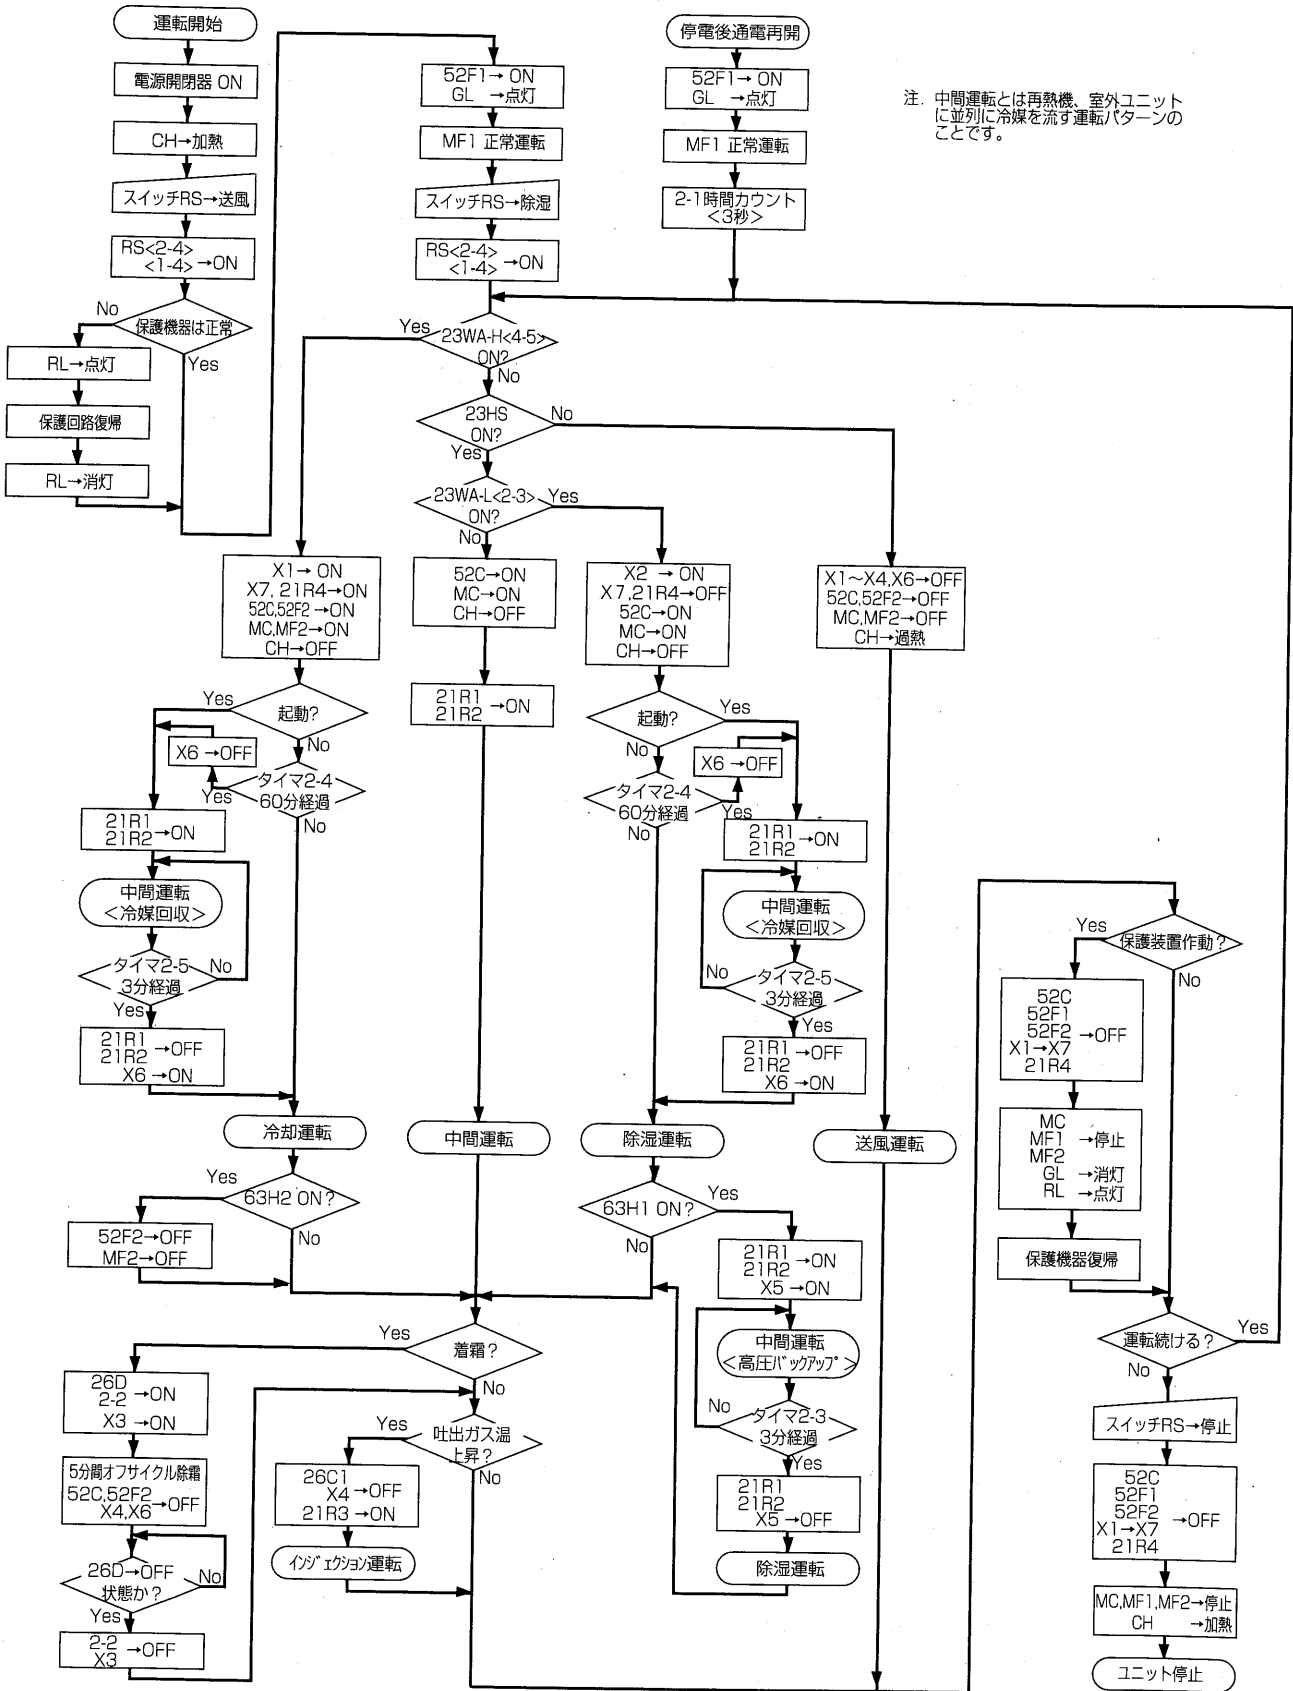 運転開始
電源開閉器 ON
CH→加熱
スイッチRS→送風
RS<2-4>
<1-4> →ON
保護機器は正常
No
Yes
RL→点灯
保護回路復帰
RL→消灯
52F1→ ON
GL →点灯
MF1 正常運転
スイッチRS→除湿
RS<2-4>
<1-4> →ON
停電後通電再開
52F1→ ON
GL →点灯
MF1 正常運転
2-1時間カウント
<3秒>
注. 中間運転とは再熱機、室外ユニット
に並列に冷媒を流す運転パターンの
ことです。
23WA-H<4-5>
ON?
Yes
No
23HS
ON?
No
Yes
23WA-L<2-3>
ON?
Yes
No
X1→ ON
X7, 21R4→ON
52C,52F2 →ON
MC,MF2→ON
CH→OFF
起動?
Yes
No
X6 →OFF
タイマ2-4
60分経過
Yes
No
21R1
21R2 →ON
中間運転
<冷媒回収>
タイマ2-5
3分経過
No
Yes
21R1
21R2 →OFF
X6 →ON
冷却運転
63H2 ON？
Yes
No
52F2→OFF
MF2→OFF
52C→ON
MC→ON
CH→OFF
21R1
21R2 →ON
中間運転
X2 → ON
X7,21R4→OFF
52C→ON
MC→ON
CH→OFF
起動?
Yes
No
X6 →OFF
タイマ2-4
60分経過
Yes
No
21R1
21R2 →ON
中間運転
<冷媒回収>
タイマ2-5
3分経過
No
Yes
21R1
21R2 →OFF
X6 →ON
除湿運転
63H1 ON？
Yes
No
21R1
21R2 →ON
X5 →ON
中間運転
<高圧バックアップ>
タイマ2-3
3分経過
No
Yes
21R1
21R2
X5 →OFF
除湿運転
X1〜X4,X6→OFF
52C,52F2→OFF
MC,MF2→OFF
CH→過熱
送風運転
着霜？
Yes
No
26D
2-2 →ON
X3 →ON
5分間オフサイクル除霜
52C,52F2
X4,X6 →OFF
26D→OFF
状態か？
No
Yes
2-2
X3 →OFF
吐出ガス温
上昇？
Yes
No
26C1
X4 →OFF
21R3 →ON
インジェクション運転
保護装置作動？
Yes
No
52C
52F1
52F2 →OFF
X1→X7
21R4
MC
MF1 →停止
MF2
GL →消灯
RL →点灯
保護機器復帰
運転続ける？
Yes
No
スイッチRS→停止
52C
52F1
52F2 →OFF
X1→X7
21R4
MC,MF1,MF2→停止
CH →加熱
ユニット停止